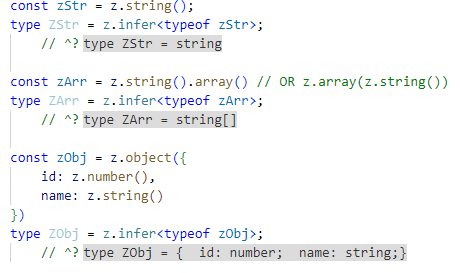 const zStr = z.string();
type ZStr = z.infer<typeof zStr>;
// ^? type ZStr = string
const zArr = z.string().array() // OR z.array(z.string())
type ZArr = z.infer<typeof zArr>;
// ^? type ZArr = string[]
const zObj = z.object({
id: z.number(),
name: z.string()
})
type ZObj = z.infer<typeof zObj>;
// ^? type ZObj = {  id: number;  name: string;}